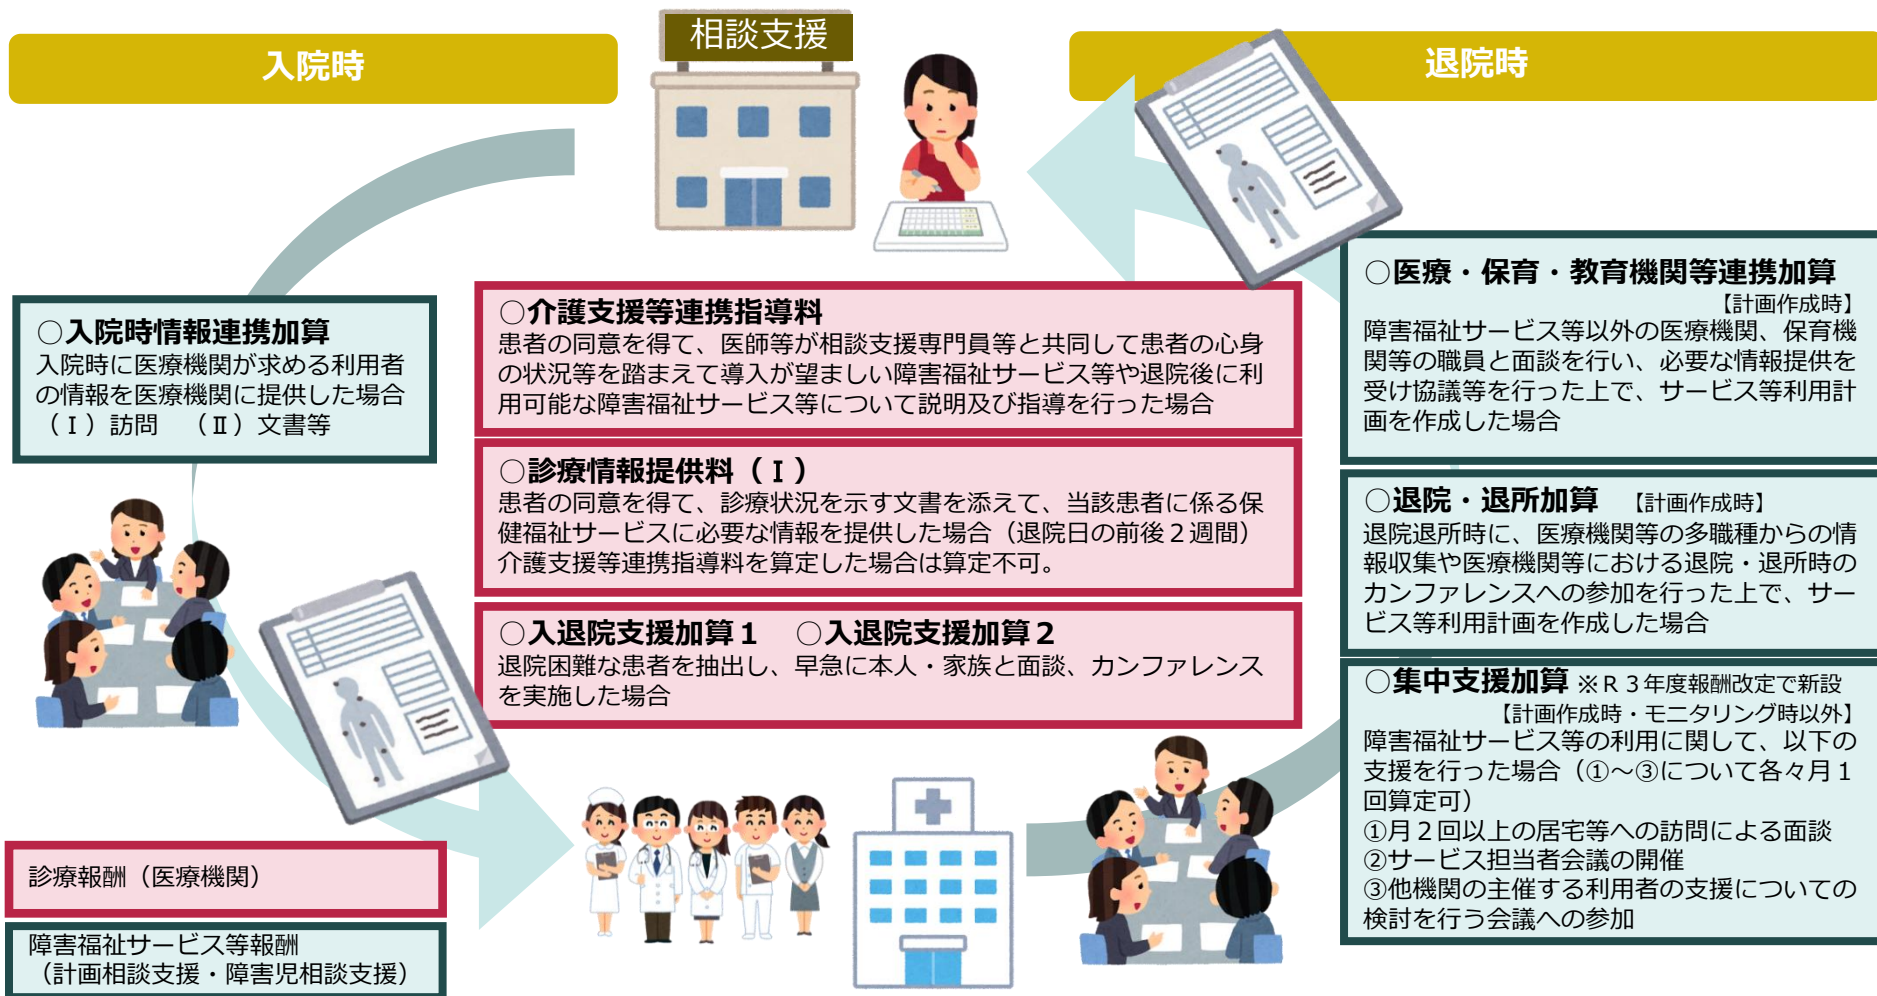 入院時
相談支援
退院時
○入院時情報連携加算
入院時に医療機関が求める利用者
の情報を医療機関に提供した場合
（Ⅰ）訪問　（Ⅱ）文書等
○介護支援等連携指導料
患者の同意を得て、医師等が相談支援専門員等と共同して患者の心身
の状況等を踏まえて導入が望ましい障害福祉サービス等や退院後に利
用可能な障害福祉サービス等について説明及び指導を行った場合
○診療情報提供料（Ⅰ）
患者の同意を得て、診療状況を示す文書を添えて、当該患者に係る保
健福祉サービスに必要な情報を提供した場合（退院日の前後２週間）
介護支援等連携指導料を算定した場合は算定不可。
○入退院支援加算１　○入退院支援加算２
退院困難な患者を抽出し、早急に本人・家族と面談、カンファレンス
を実施した場合
○医療・保育・教育機関等連携加算
【計画作成時】
障害福祉サービス等以外の医療機関、保育機
関等の職員と面談を行い、必要な情報提供を
受け協議等を行った上で、サービス等利用計
画を作成した場合
○退院・退所加算　【計画作成時】
退院退所時に、医療機関等の多職種からの情
報収集や医療機関等における退院・退所時の
カンファレンスへの参加を行った上で、サー
ビス等利用計画を作成した場合
○集中支援加算 ※Ｒ３年度報酬改定で新設
【計画作成時・モニタリング時以外】
障害福祉サービス等の利用に関して、以下の
支援を行った場合（①～③について各々月１
回算定可）
①月２回以上の居宅等への訪問による面談
②サービス担当者会議の開催
③他機関の主催する利用者の支援についての
検討を行う会議への参加
診療報酬（医療機関）
障害福祉サービス等報酬
（計画相談支援・障害児相談支援）